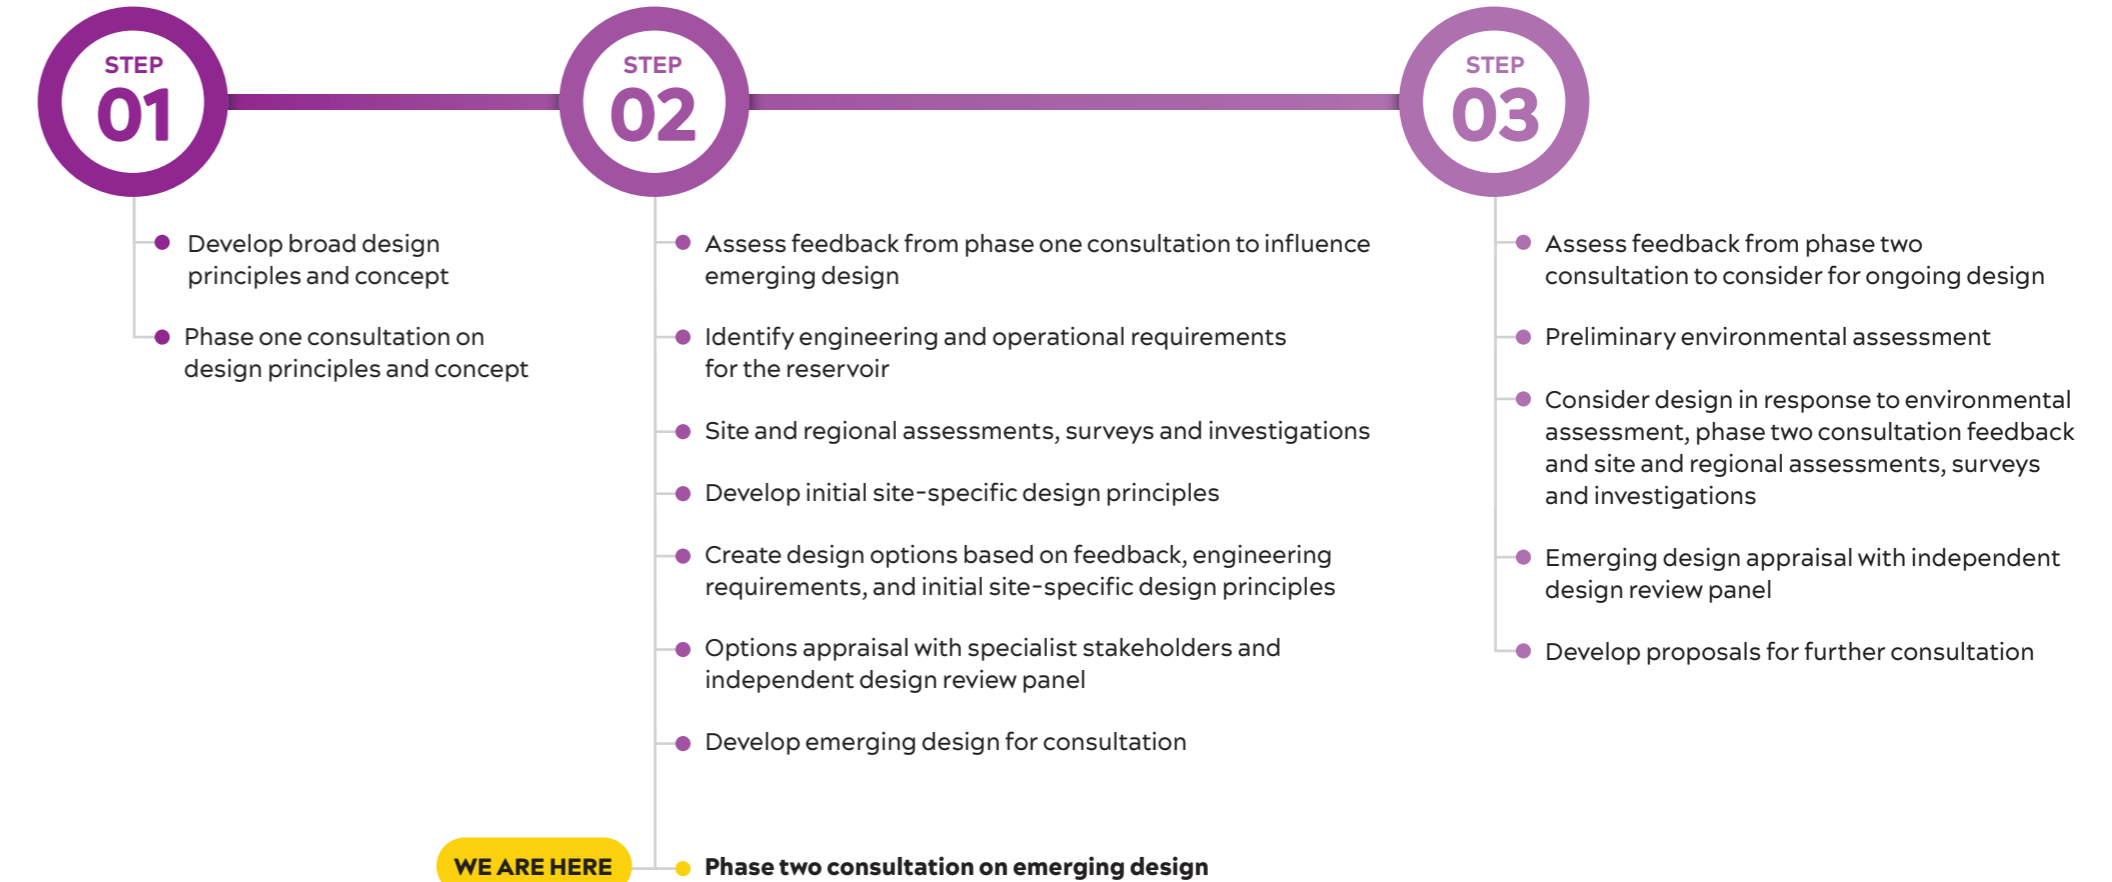 STEP
01
Develop broad design
principles and concept
Phase one consultation on
design principles and concept
STEP
02
Assess feedback from phase one consultation to influence
emerging design
Identify engineering and operational requirements
for the reservoir
Site and regional assessments, surveys and investigations
Develop initial site-specific design principles
Create design options based on feedback, engineering
requirements, and initial site-specific design principles
Options appraisal with specialist stakeholders and
independent design review panel
Develop emerging design for consultation
WE ARE HERE
Phase two consultation on emerging design
STEP
03
Assess feedback from phase two
consultation to consider for ongoing design
Preliminary environmental assessment
Consider design in response to environmental
assessment, phase two consultation feedback
and site and regional assessments, surveys
and investigations
Emerging design appraisal with independent
design review panel
Develop proposals for further consultation